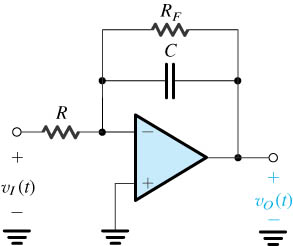 R_F
C
R
−
+
+
v_I(t)
−
+
v_O(t)
−